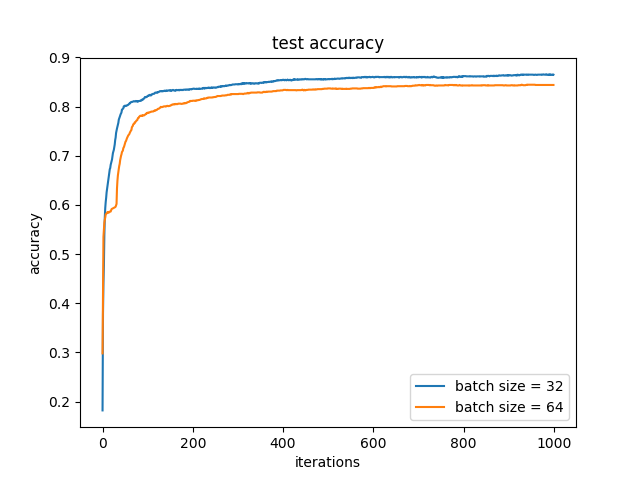 test accuracy
0.9
0.8
0.7
0.6
0.5
0.4
0.3
0.2
accuracy
0
200
400
600
800
1000
iterations
batch size = 32
batch size = 64